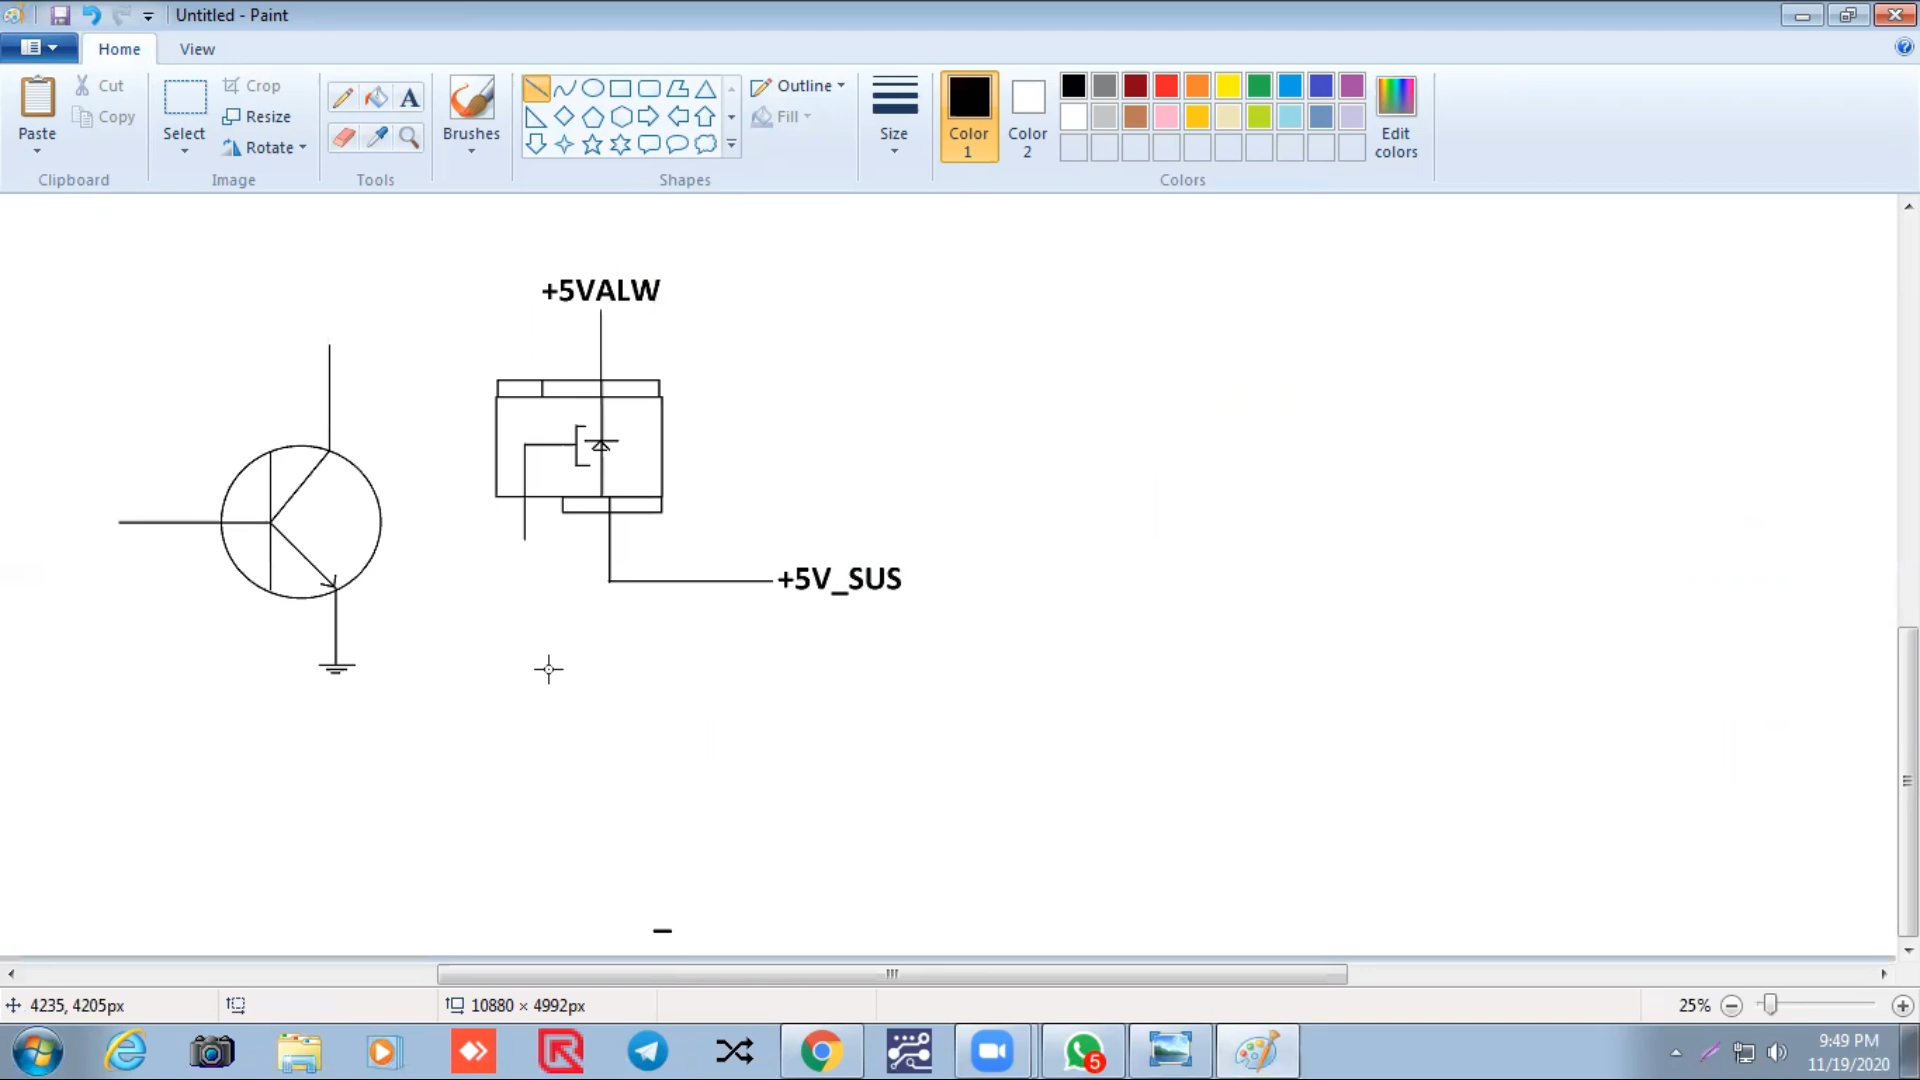 Untitled - Paint
Home View
Paste
Cut
Copy
Clipboard
Select
Crop
Resize
Rotate
Image
A
Tools
Brushes
Outline
Fill
Shapes
Size
Color 1
Color 2
Edit colors
Colors
+5VALW
+5V_SUS
4235, 4205px
10880 × 4992px
25%
5
9:49 PM
11/19/2020